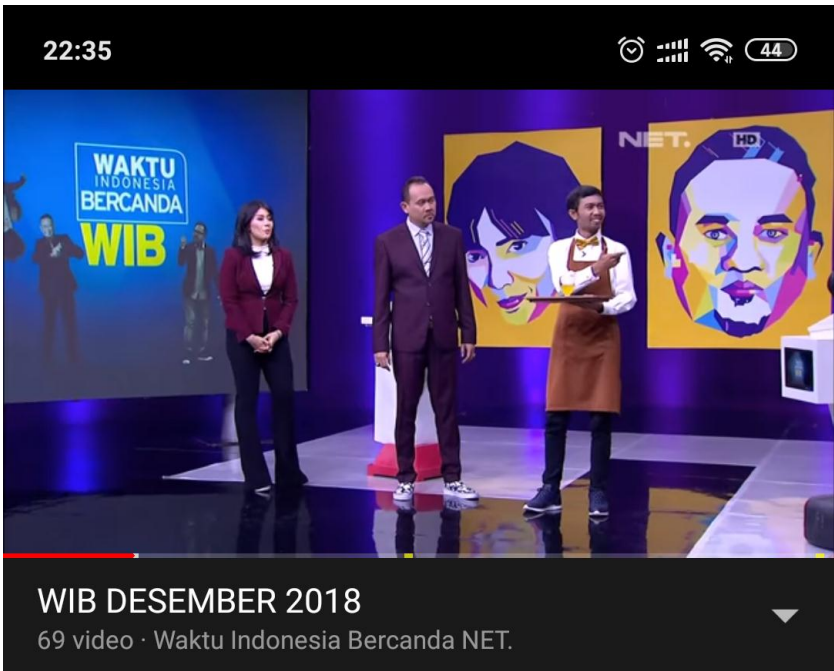 22:35
44
NET. HD
WAKTU
INDONESIA
BERCANDA
WIB
WIB DESEMBER 2018
69 video · Waktu Indonesia Bercanda NET.